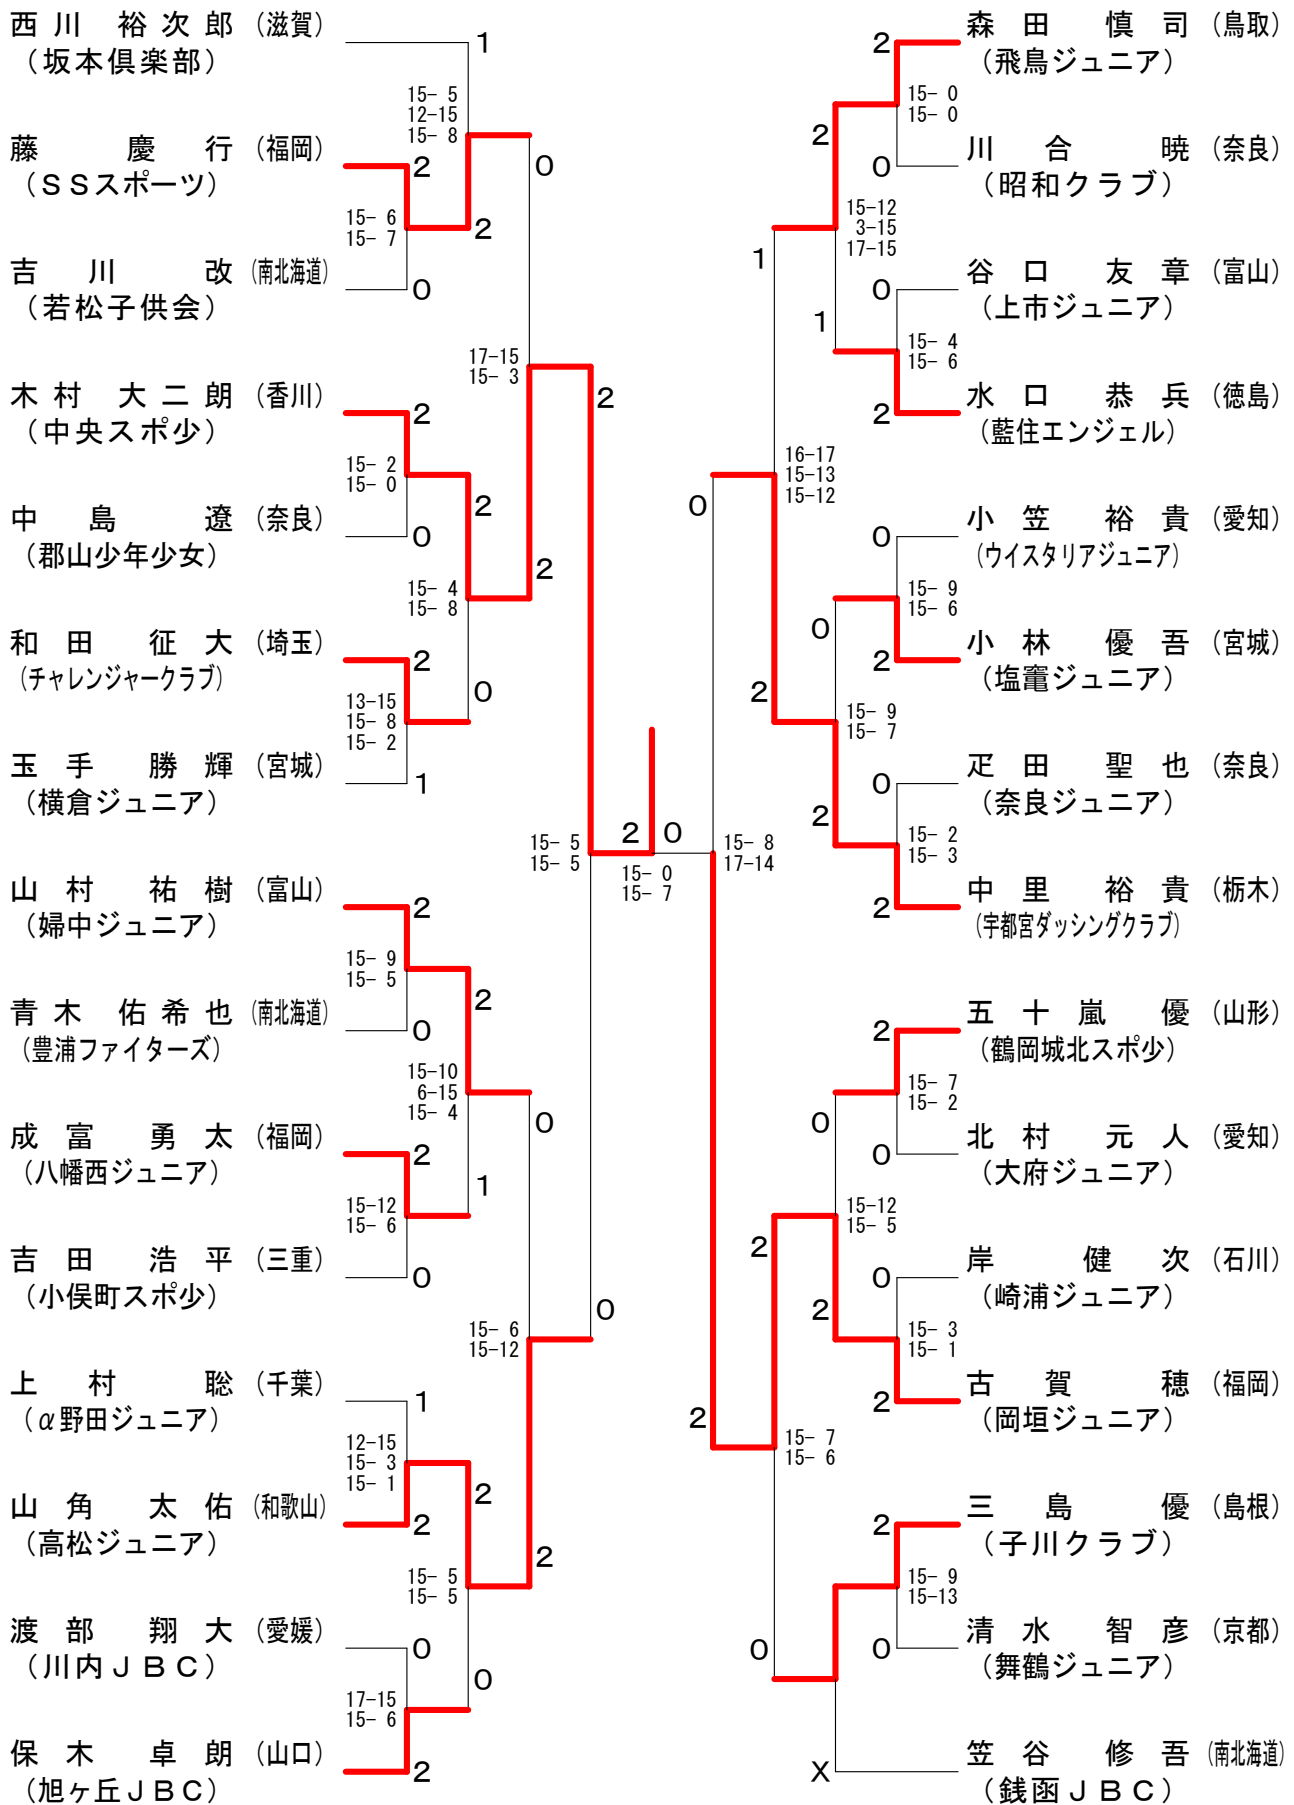 西川 裕次郎 (滋賀)
(坂本倶楽部)
藤 慶行 (福岡)
(ＳＳスポーツ)
吉川 改 (南北海道)
(若松子供会)
木村 大二朗 (香川)
(中央スポ少)
中島 遼 (奈良)
(郡山少年少女)
和田 征大 (埼玉)
(チャレンジャークラブ)
玉手 勝輝 (宮城)
(横倉ジュニア)
山村 祐樹 (富山)
(婦中ジュニア)
青木 佑希也 (南北海道)
(豊浦ファイターズ)
成富 勇太 (福岡)
(八幡西ジュニア)
吉田 浩平 (三重)
(小俣町スポ少)
上村 聡 (千葉)
(α野田ジュニア)
山角 太佑 (和歌山)
(高松ジュニア)
渡部 翔大 (愛媛)
(川内ＪＢＣ)
保木 卓朗 (山口)
(旭ヶ丘ＪＢＣ)
1
2
0
2
0
2
1
2
0
2
0
1
2
0
2
15- 6
15- 7
15- 2
15- 0
13-15
15- 8
15- 2
15- 9
15- 5
15-12
15- 6
12-15
15- 3
15- 1
17-15
15- 6
15- 5
12-15
15- 8
2
2
15- 4
15- 8
0
2
15-10
6-15
15- 4
1
2
15- 5
15- 5
0
0
17-15
15- 3
2
0
15- 6
15-12
2
2
15- 5
15- 5
0
2
0
15- 0
15- 7
0
15- 8
17-14
2
1
16-17
15-13
15-12
2
2
15- 7
15- 6
0
2
15-12
3-15
17-15
1
0
15- 9
15- 7
2
0
15-12
15- 5
2
X
15- 0
15- 0
15- 4
15- 6
15- 9
15- 6
15- 2
15- 3
15- 7
15- 2
15- 3
15- 1
15- 9
15-13
2
0
0
2
0
2
0
2
2
0
0
2
2
0
森田 慎司 (鳥取)
(飛鳥ジュニア)
川合 暁 (奈良)
(昭和クラブ)
谷口 友章 (富山)
(上市ジュニア)
水口 恭兵 (徳島)
(藍住エンジェル)
小笠 裕貴 (愛知)
(ウイスタリアジュニア)
小林 優吾 (宮城)
(塩竈ジュニア)
疋田 聖也 (奈良)
(奈良ジュニア)
中里 裕貴 (栃木)
(宇都宮ダッシングクラブ)
五十嵐 優 (山形)
(鶴岡城北スポ少)
北村 元人 (愛知)
(大府ジュニア)
岸 健次 (石川)
(崎浦ジュニア)
古賀 穂 (福岡)
(岡垣ジュニア)
三島 優 (島根)
(子川クラブ)
清水 智彦 (京都)
(舞鶴ジュニア)
笠谷 修吾 (南北海道)
(銭函ＪＢＣ)